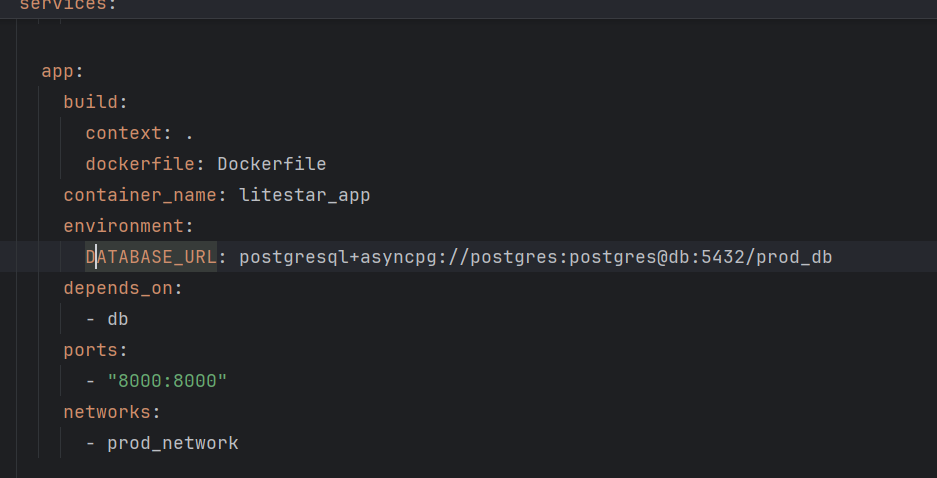 services:
app:
build:
context: .
dockerfile: Dockerfile
container_name: litestar_app
environment:
DATABASE_URL: postgresql+asyncpg://postgres:postgres@db:5432/prod_db
depends_on:
- db
ports:
- "8000:8000"
networks:
- prod_network